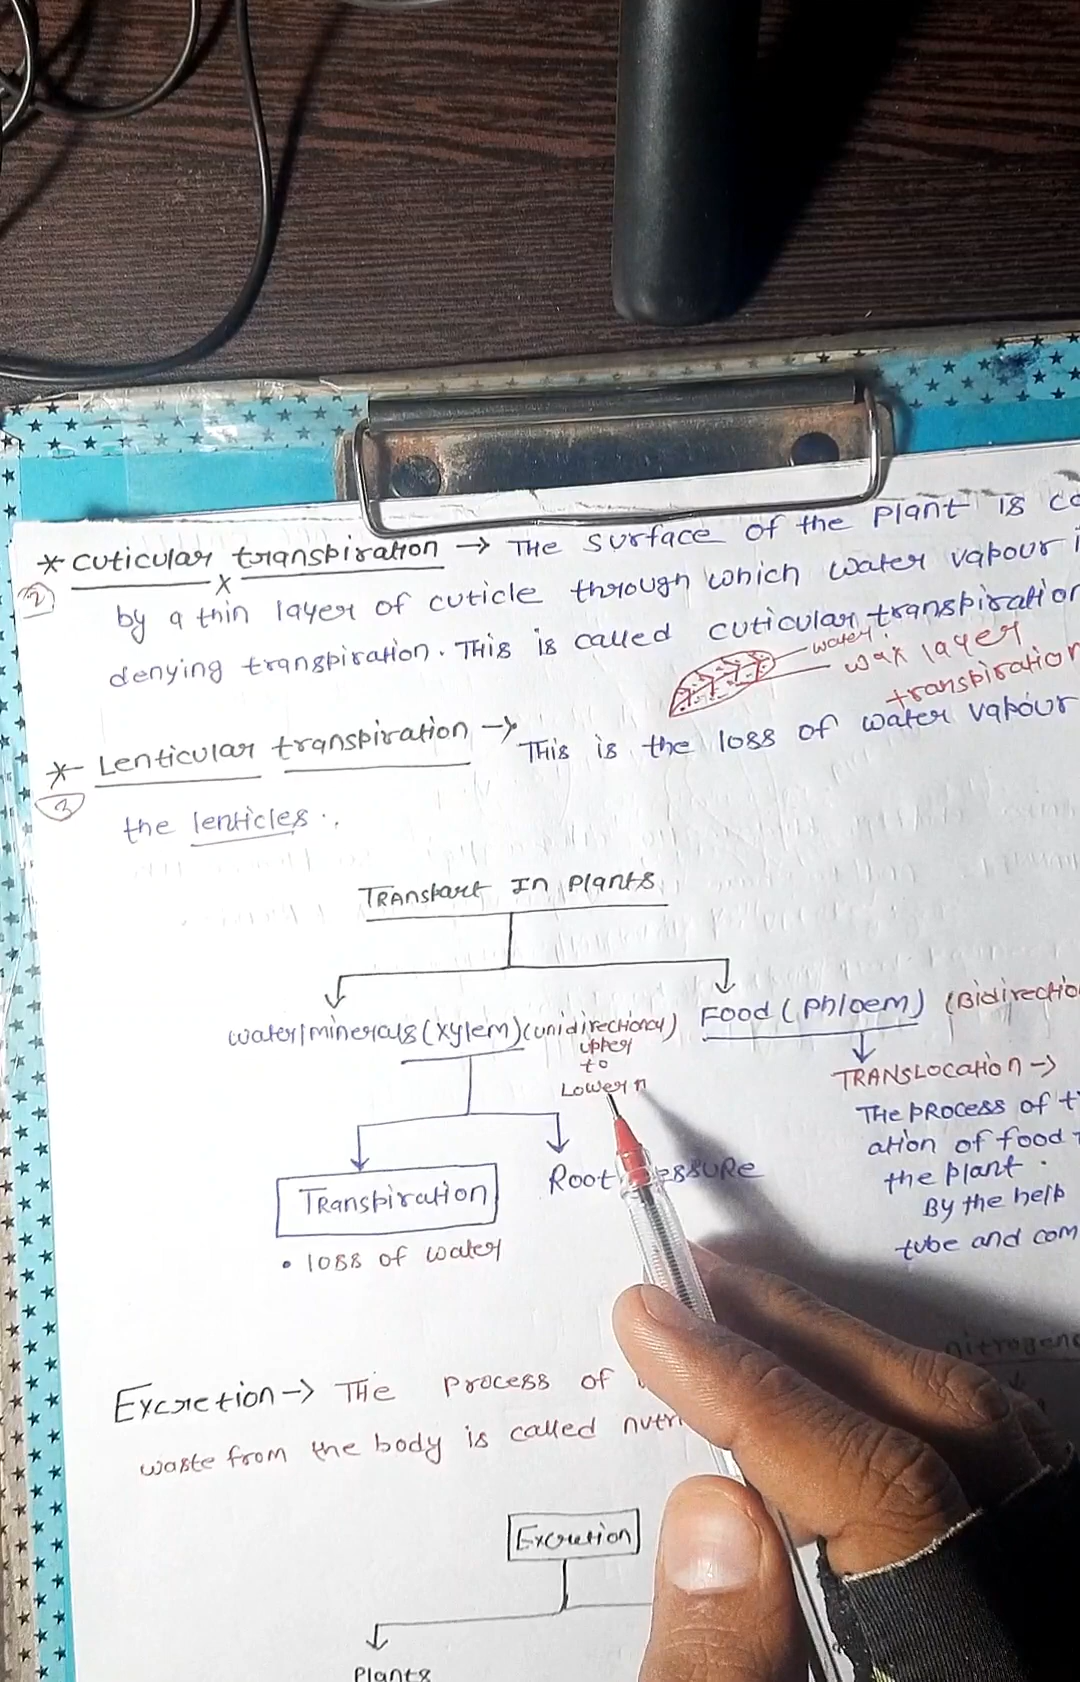 * cuticular transpiration → THE surface of the plant is
2
by a thin layer of cuticle through which water vapour
denying transpiration. This is called cuticular transpiration
water
wax layer
transpiration
* Lenticular transpiration → This is the loss of water vapour
3
the lenticles..
TRANSPORT IN Plants
water/minerals (xylem) (unidirectional)
upper
to
Lower
Food (Phloem)
TRANSLOCATION →
THE PROCESS OF
ation of food
the plant.
By the help
tube and com
Transpiration
Root
• loss of water
Excretion → THE process of
waste from the body is called
Excretion
Plants